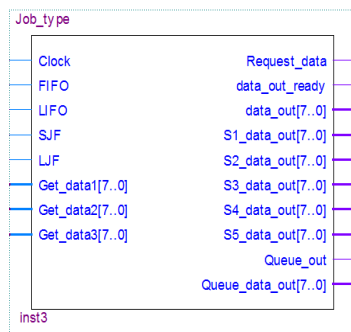 Job_type
Clock Request_data
FIFO data_out_ready
LIFO data_out[7..0]
SJF S1_data_out[7..0]
LJF S2_data_out[7..0]
Get_data1[7..0] S3_data_out[7..0]
Get_data2[7..0] S4_data_out[7..0]
Get_data3[7..0] S5_data_out[7..0]
Queue_out
Queue_data_out[7..0]
inst3